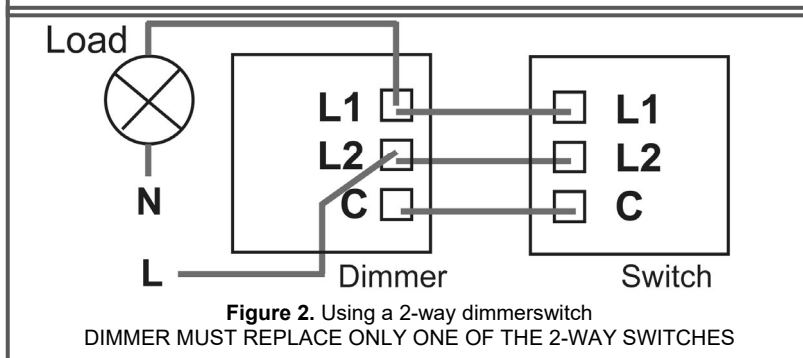 Load
L1
L1
L2
L2
N
C
C
L
Dimmer
Switch
Figure 2. Using a 2-way dimmerswitch
DIMMER MUST REPLACE ONLY ONE OF THE 2-WAY SWITCHES